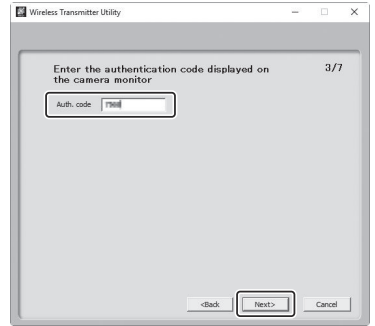 Wireless Transmitter Utility
Enter the authentication code displayed on
the camera monitor
3/7
Auth. code
<Back
Next>
Cancel